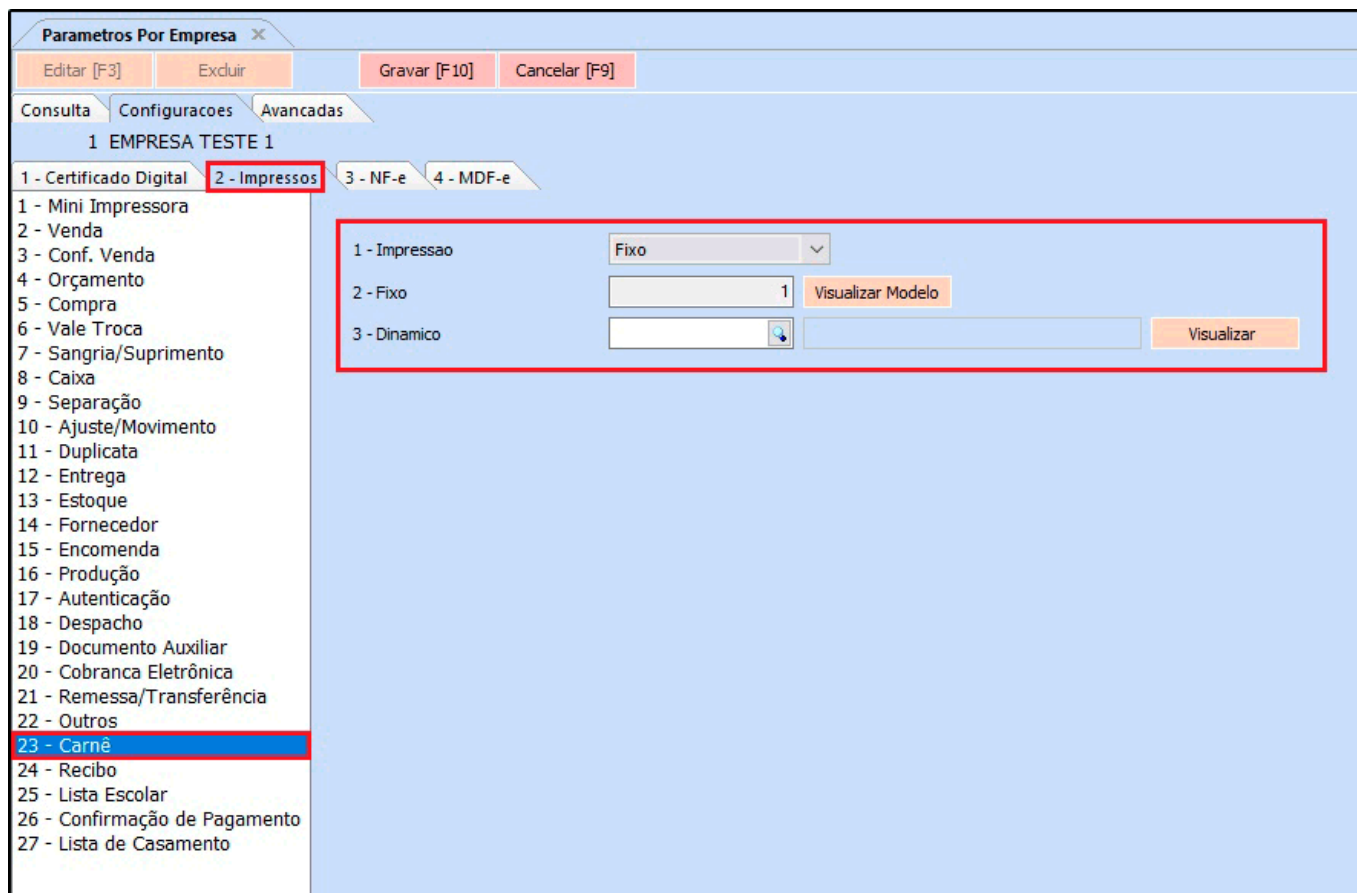 Parametros Por Empresa
Editar [F3] Excluir Gravar [F10] Cancelar [F9]
Consulta Configuracoes Avancadas
1 EMPRESA TESTE 1
1 - Certificado Digital 2 - Impressos 3 - NF-e 4 - MDF-e
1 - Mini Impressora
2 - Venda
3 - Conf. Venda
4 - Orçamento
5 - Compra
6 - Vale Troca
7 - Sangria/Suprimento
8 - Caixa
9 - Separação
10 - Ajuste/Movimento
11 - Duplicata
12 - Entrega
13 - Estoque
14 - Fornecedor
15 - Encomenda
16 - Produção
17 - Autenticação
18 - Despacho
19 - Documento Auxiliar
20 - Cobranca Eletrônica
21 - Remessa/Transferência
22 - Outros
23 - Carnê
24 - Recibo
25 - Lista Escolar
26 - Confirmação de Pagamento
27 - Lista de Casamento
1 - Impressao Fixo
2 - Fixo 1 Visualizar Modelo
3 - Dinamico Visualizar